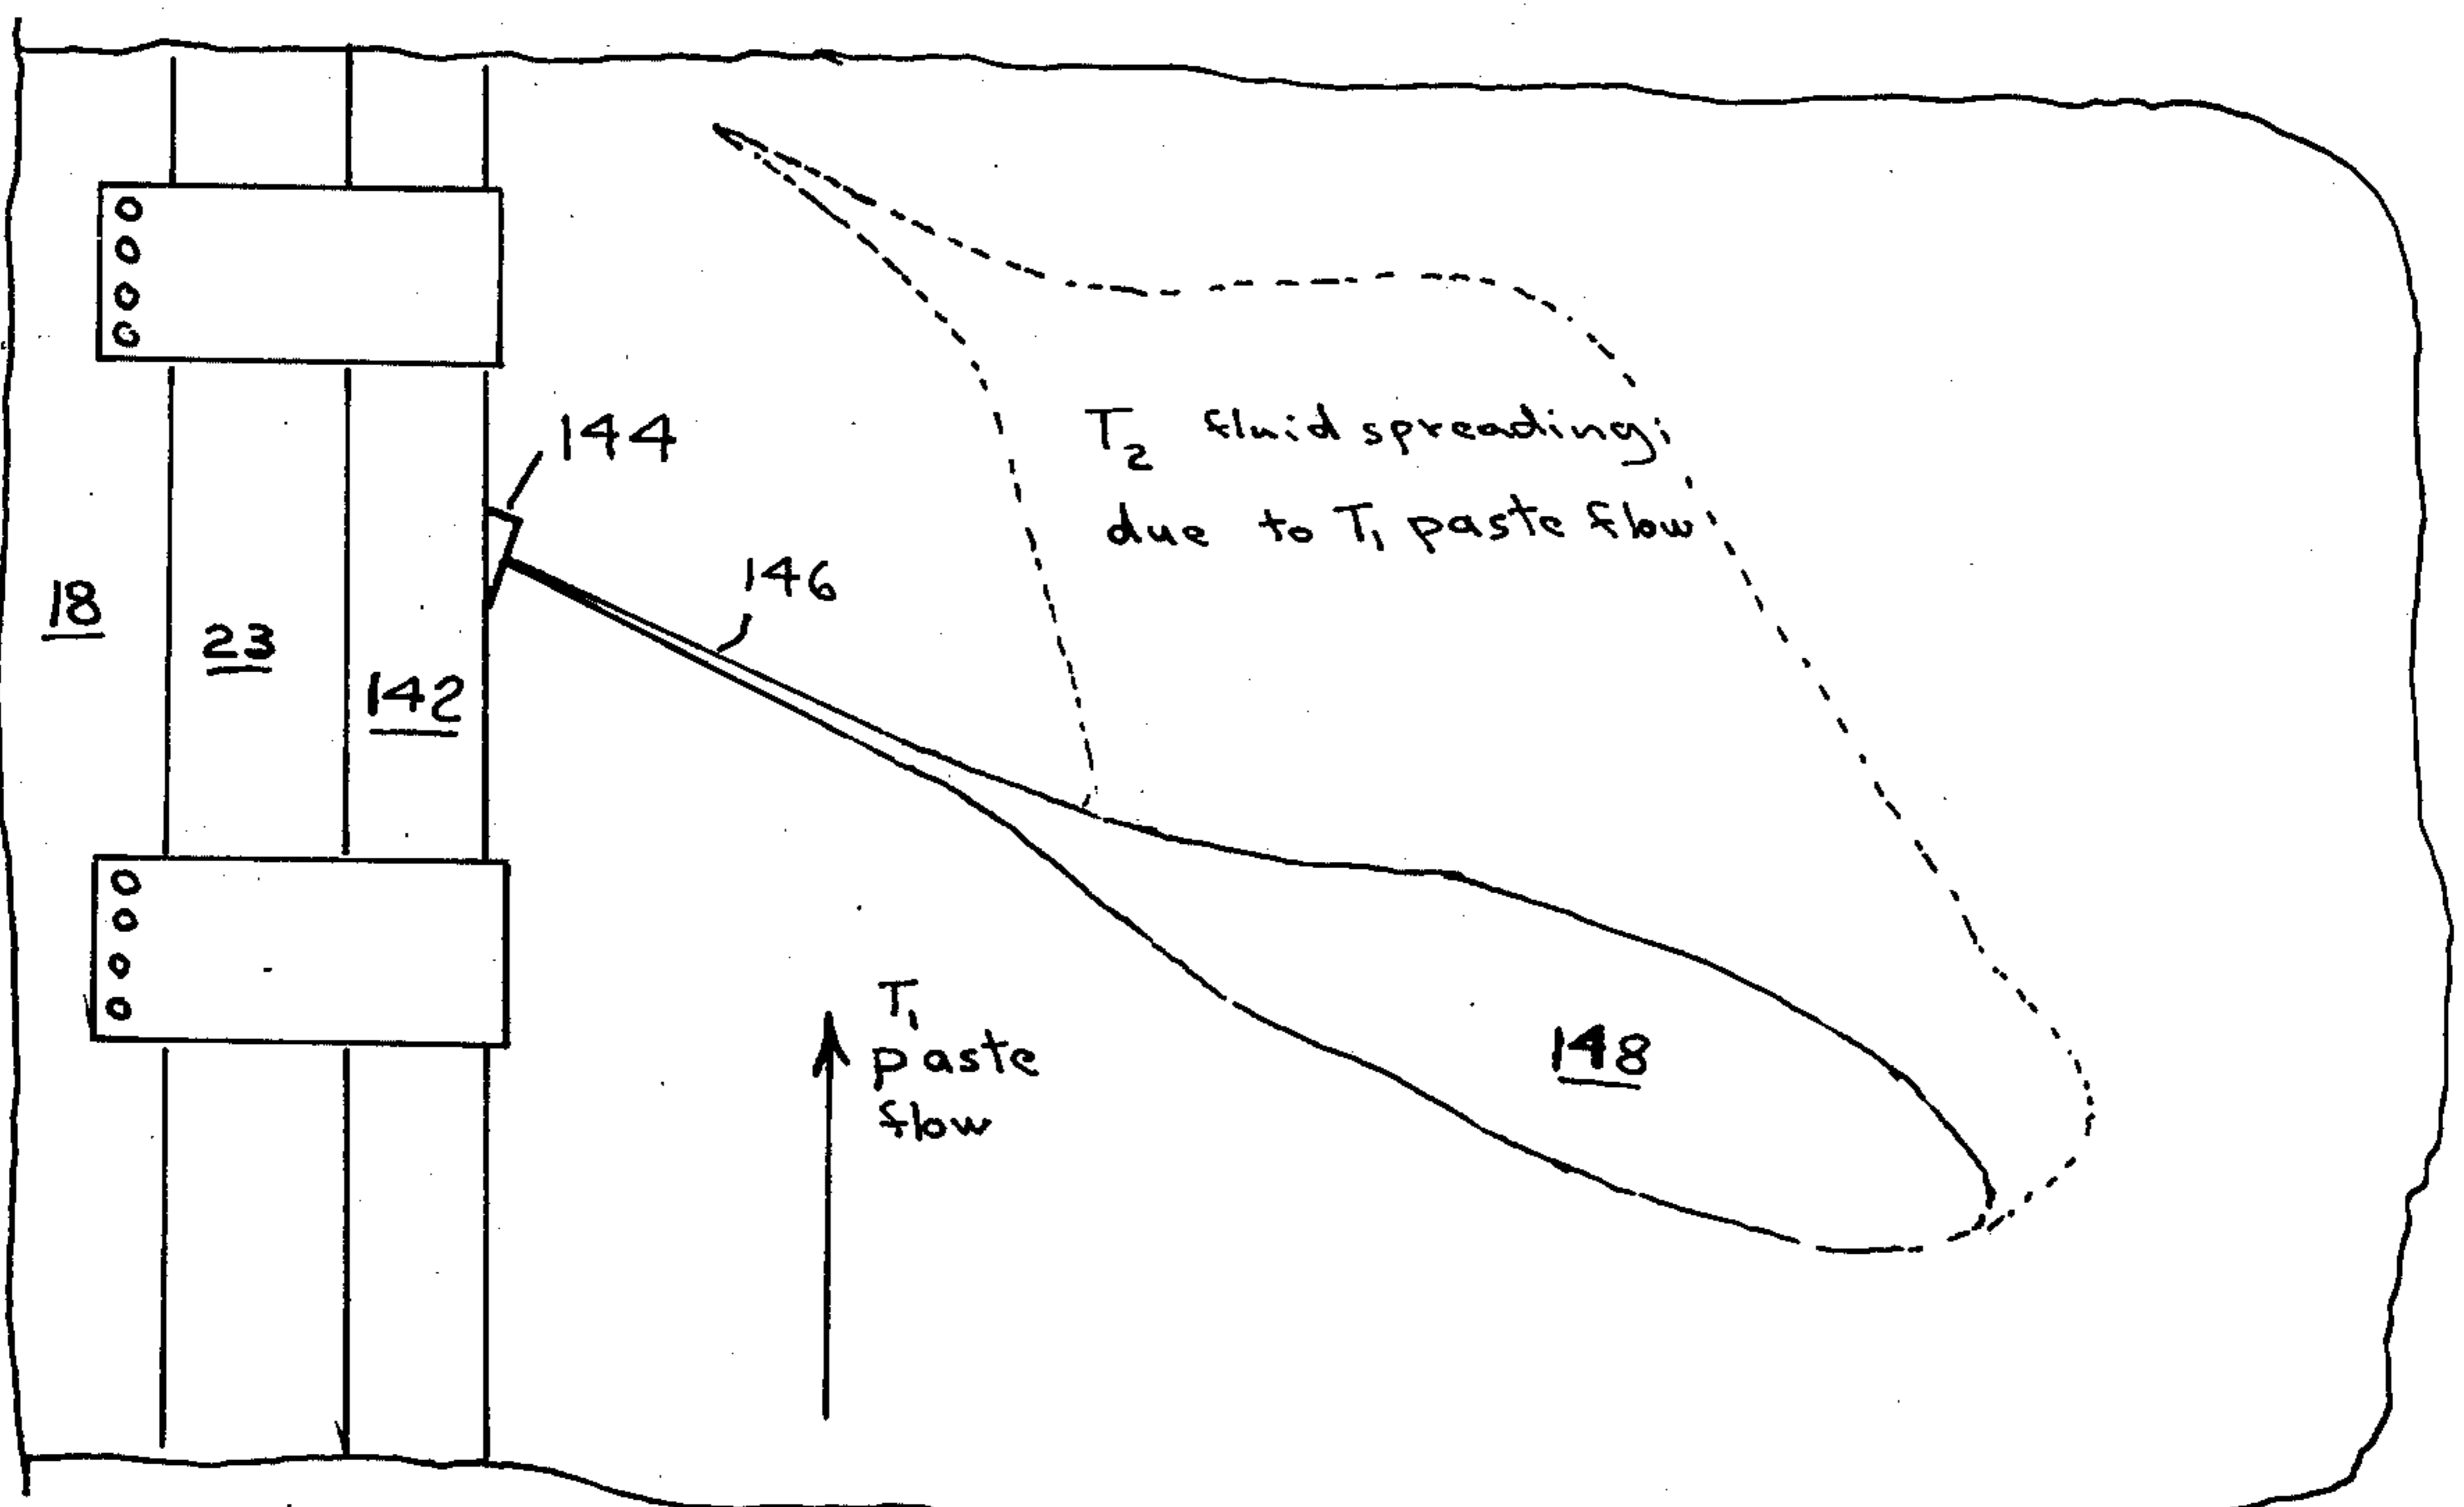 144
T₂ fluid spreading;
due to T₁ paste flow
146
18
23
142
T₁
paste
flow
148